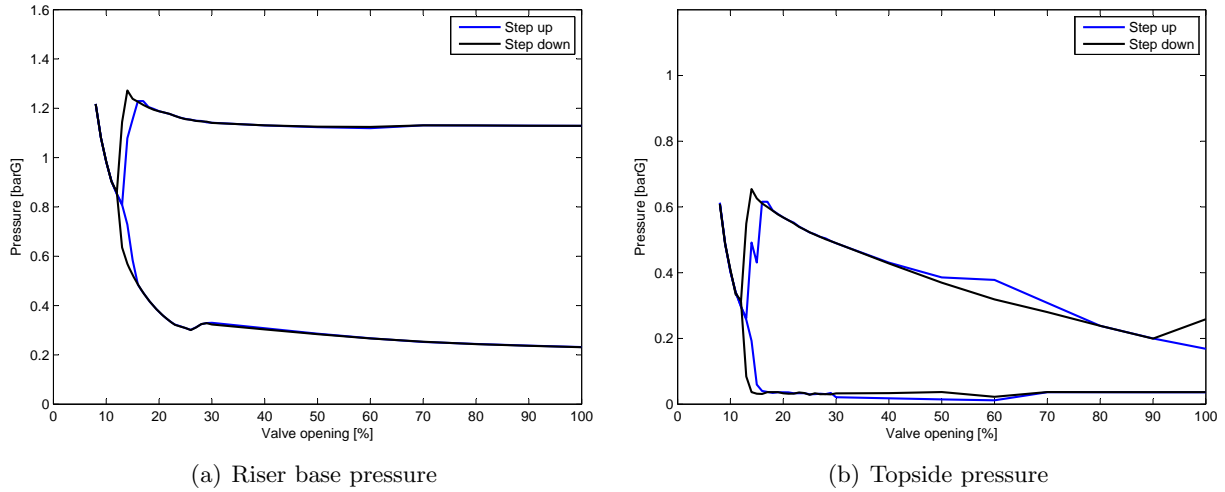 1.6
1.4
1.2
1
0.8
0.6
0.4
0.2
0
Pressure [barG]
0 10 20 30 40 50 60 70 80 90 100
Valve opening [%]
Step up
Step down
(a) Riser base pressure
1
0.8
0.6
0.4
0.2
0
Pressure [barG]
0 10 20 30 40 50 60 70 80 90 100
Valve opening [%]
Step up
Step down
(b) Topside pressure